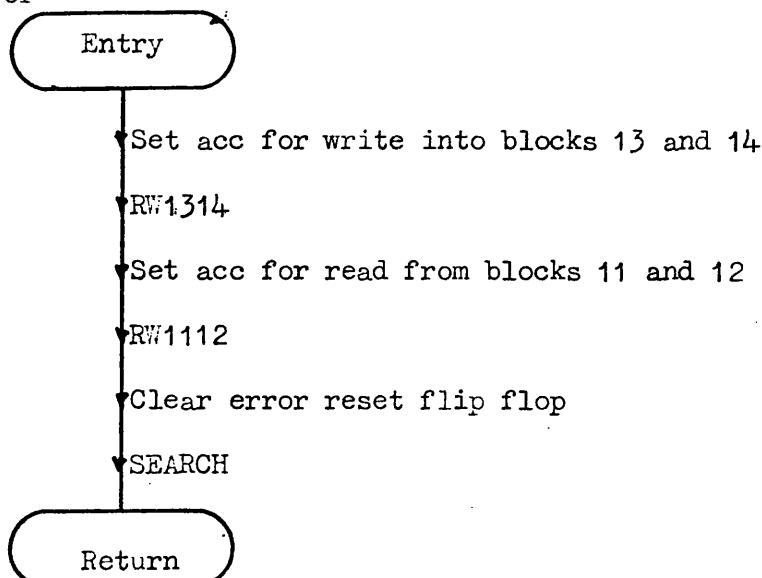 Entry
Set acc for write into blocks 13 and 14
RW1314
Set acc for read from blocks 11 and 12
RW1112
Clear error reset flip flop
SEARCH
Return